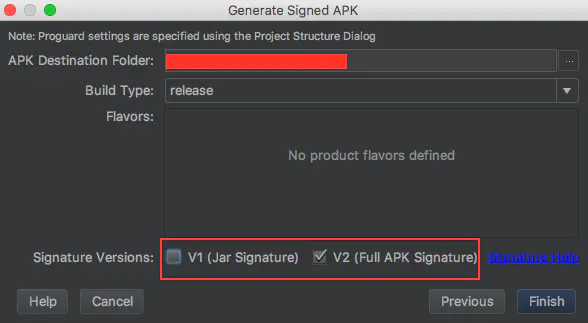 Generate Signed APK
Note: Proguard settings are specified using the Project Structure Dialog
APK Destination Folder: ...
Build Type: release
Flavors:
No product flavors defined
Signature Versions: V1 (Jar Signature) V2 (Full APK Signature) Signature Help
Help Cancel Previous Finish